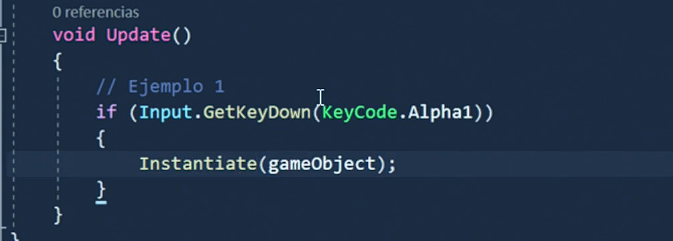 0 referencias
void Update()
{
// Ejemplo 1
if (Input.GetKeyDown(KeyCode.Alpha1))
{
Instantiate(gameObject);
}
}
}